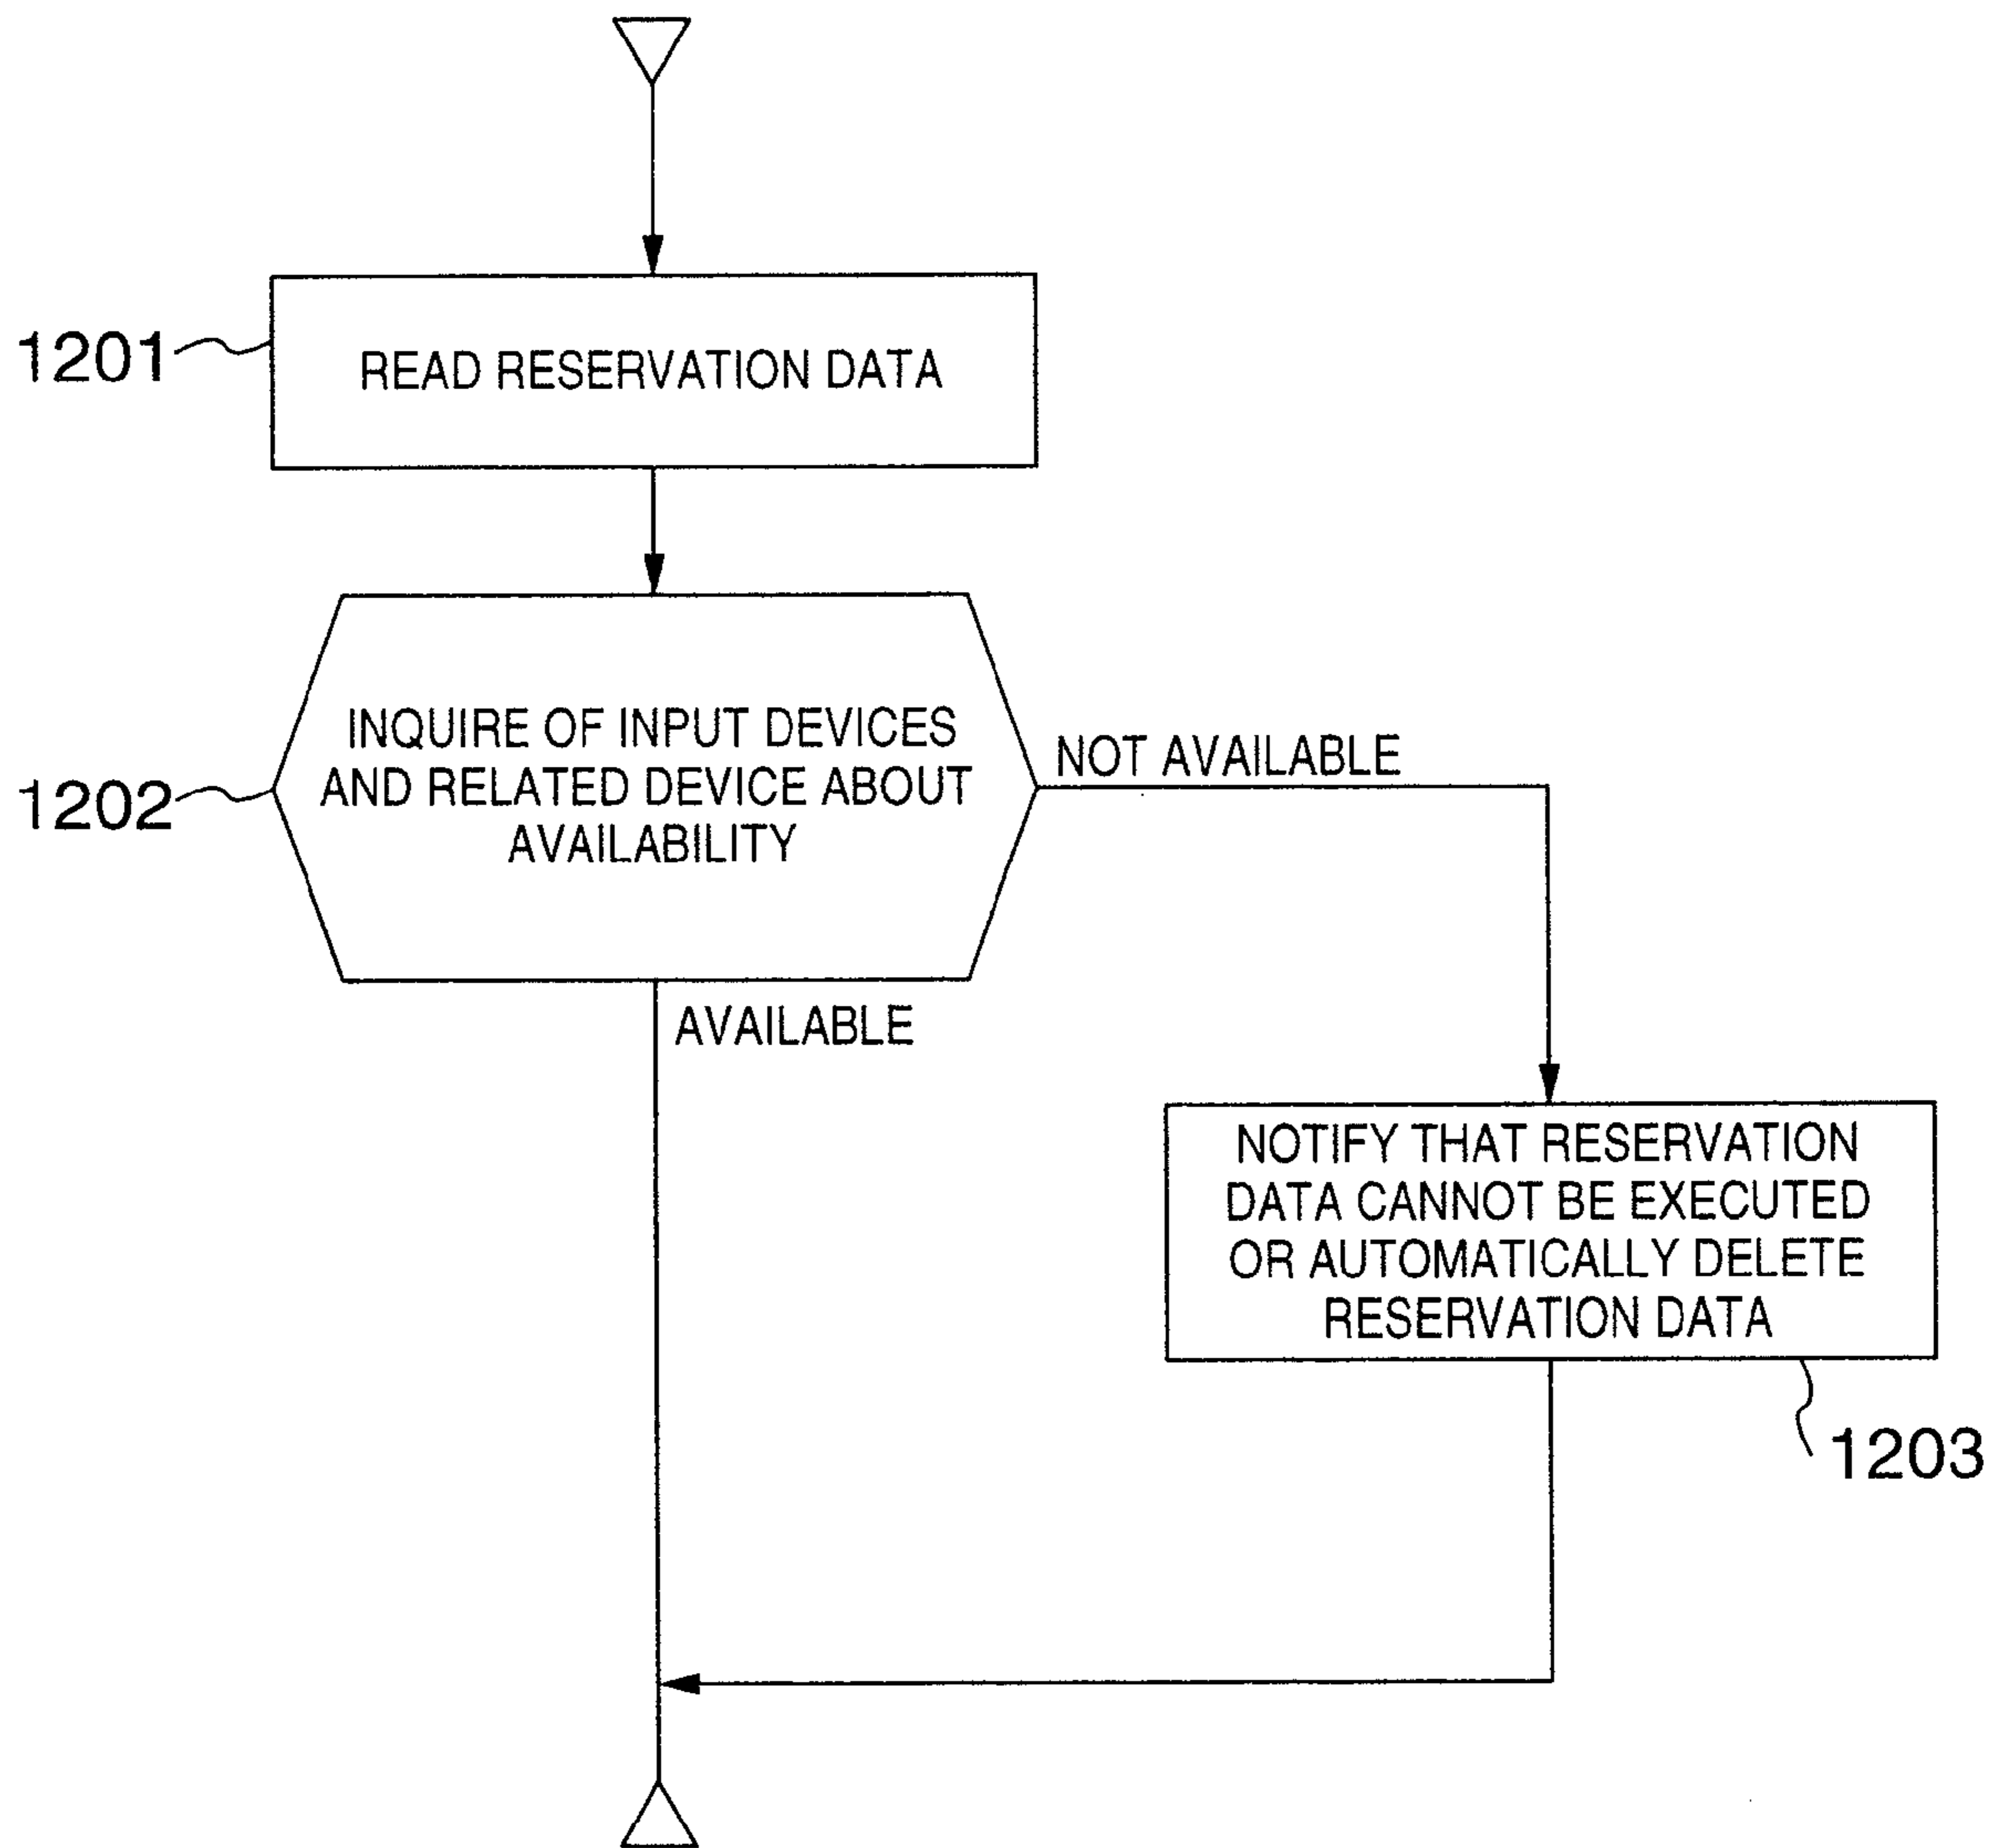 1201
READ RESERVATION DATA
1202
INQUIRE OF INPUT DEVICES
AND RELATED DEVICE ABOUT
AVAILABILITY
NOT AVAILABLE
AVAILABLE
NOTIFY THAT RESERVATION
DATA CANNOT BE EXECUTED
OR AUTOMATICALLY DELETE
RESERVATION DATA
1203